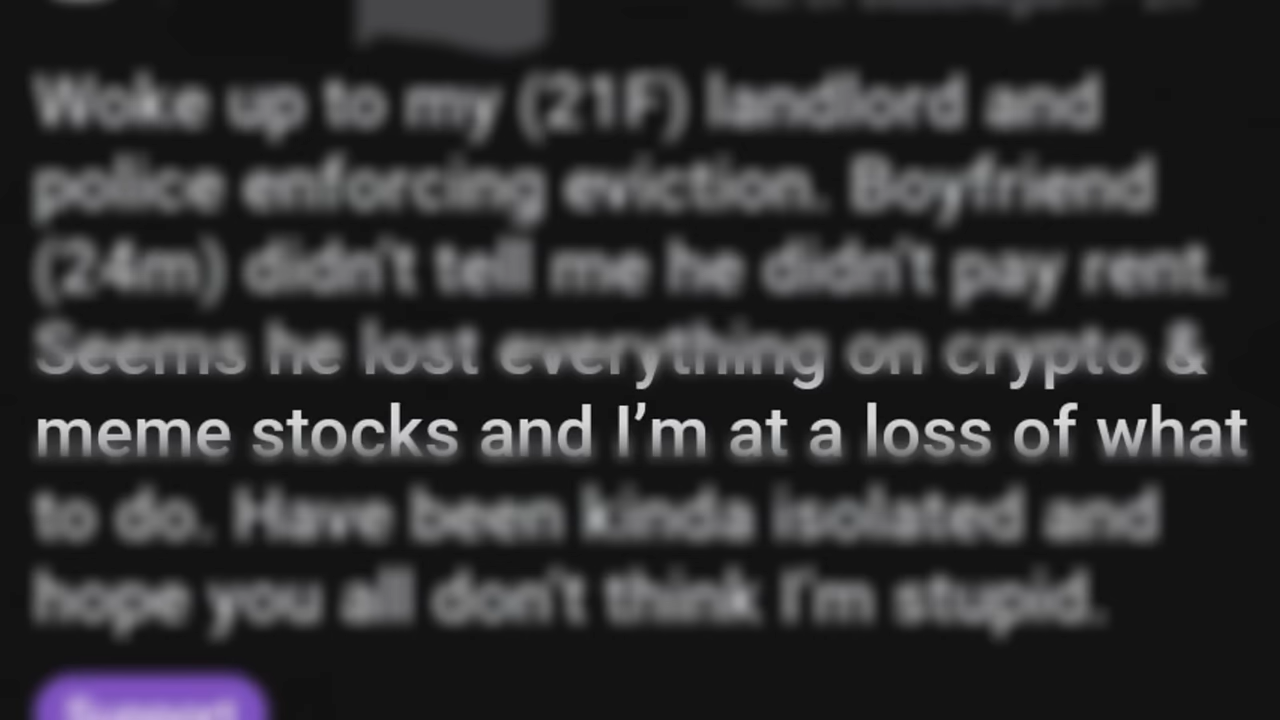 Woke up to my (21F) landlord and
police enforcing eviction. Boyfriend
(24m) didn't tell me he didn't pay rent.
Seems he lost everything on crypto &
meme stocks and I’m at a loss of what
to do. Have been kinda isolated and
hope you all don't think I'm stupid.
Support